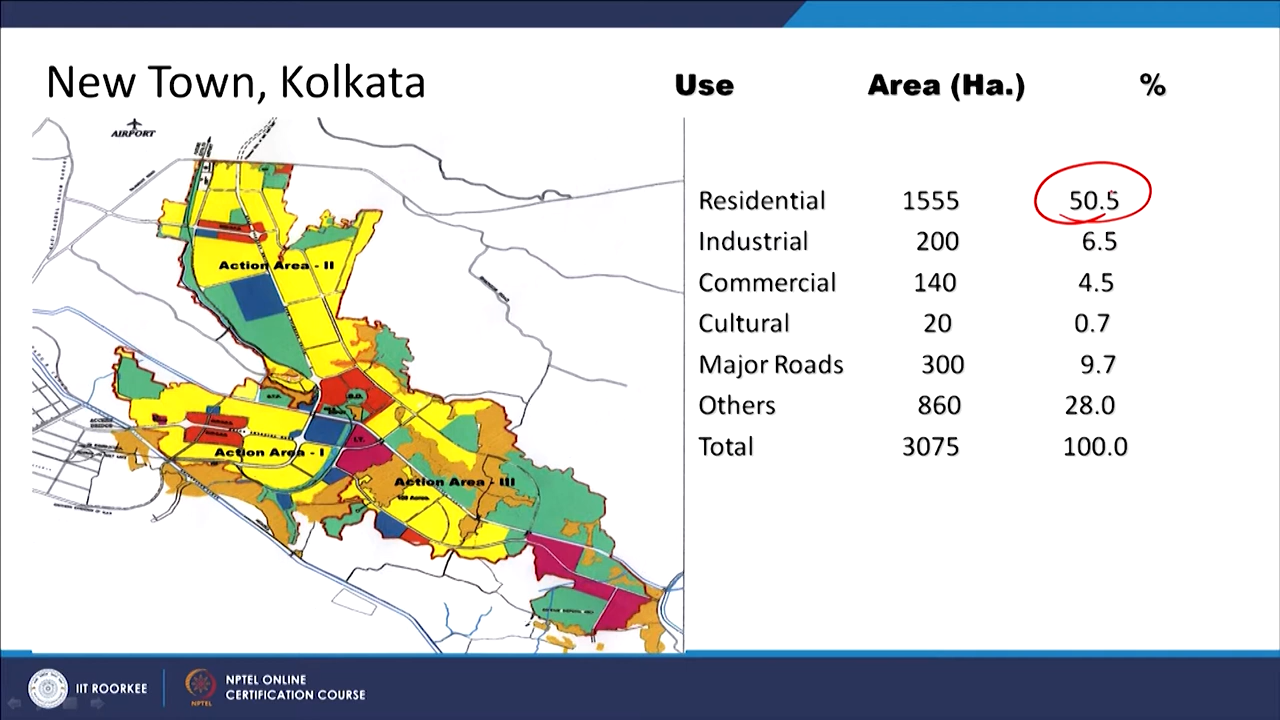 New Town, Kolkata
Use Area (Ha.) %
AIRPORT
Residential 1555 50.5
Industrial 200 6.5
Commercial 140 4.5
Cultural 20 0.7
Major Roads 300 9.7
Others 860 28.0
Total 3075 100.0
Action Area - II
Action Area - I
Action Area - III
IIT ROORKEE
NPTEL
NPTEL ONLINE
CERTIFICATION COURSE